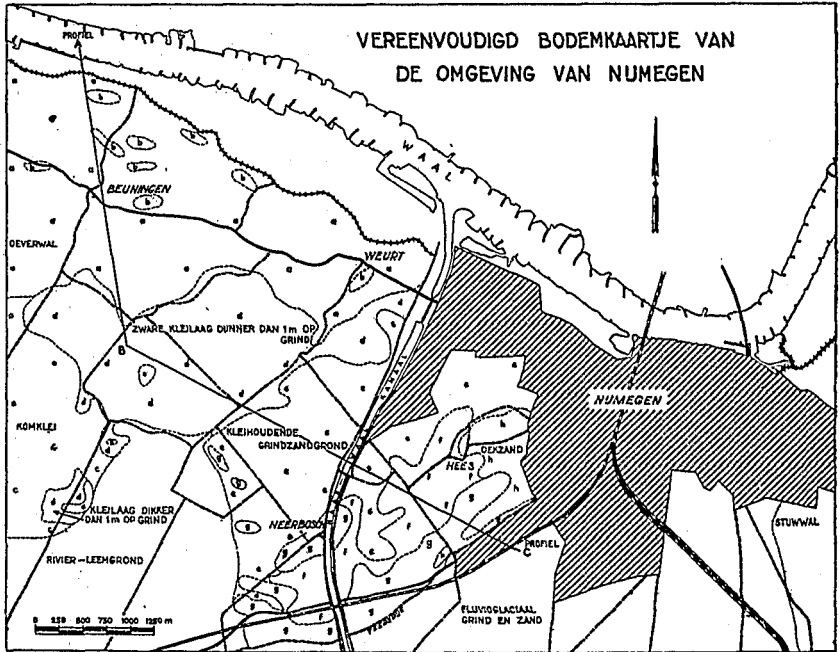 VEREENVOUDIGD BODEMKAARTJE VAN
DE OMGEVING VAN NIJMEGEN
PROFIEL
A
WAAL
BEUNINGEN
OEVERWAL
WEURT
ZWARE KLEILAAG DUNNER DAN 1m OP
GRIND
B
KANAAL
NIJMEGEN
KOMKLEI
KLEIHOUDENDE
GRINDZANDGROND
DEKZAND
h
HEES
KLEILAAG DIKKER
DAN 1m OP GRIND
NEERBOSCH
PROFIEL
C
STUWWAL
RIVIER-LEEMGROND
FLUVIOGLACIAAL
GRIND EN ZAND
0 250 500 750 1000 1250 m